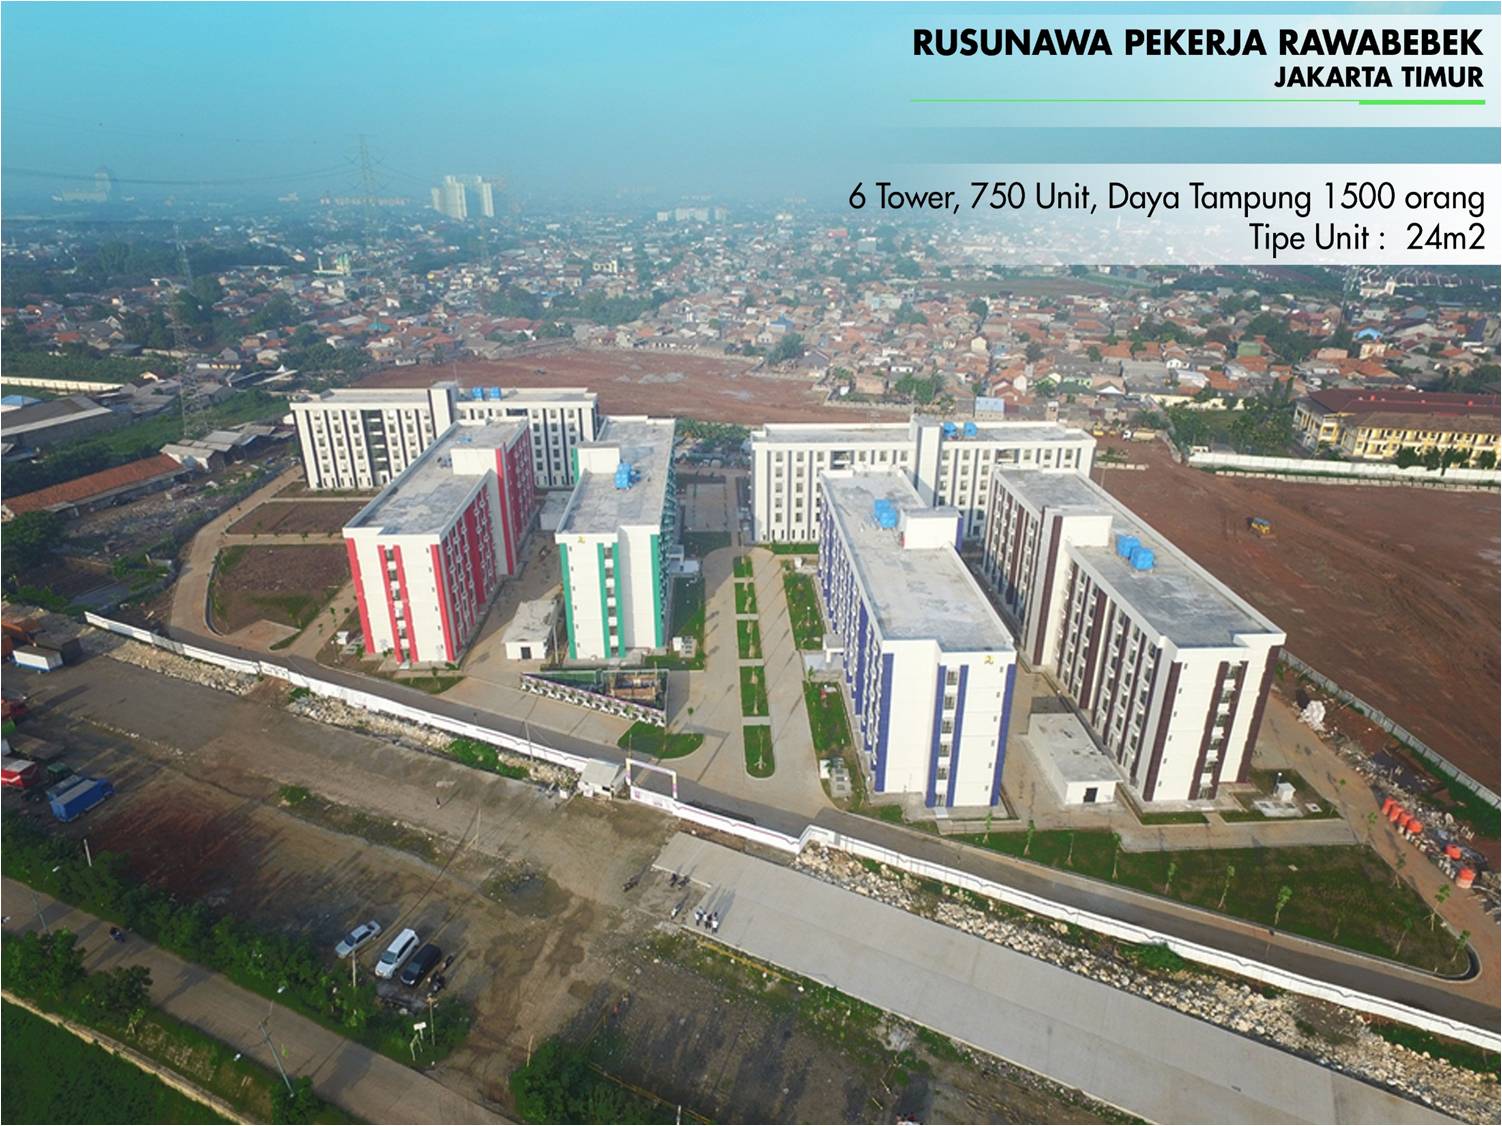 RUSUNAWA PEKERJA RAWABEBEK
JAKARTA TIMUR
6 Tower, 750 Unit, Daya Tampung 1500 orang
Tipe Unit : 24m2